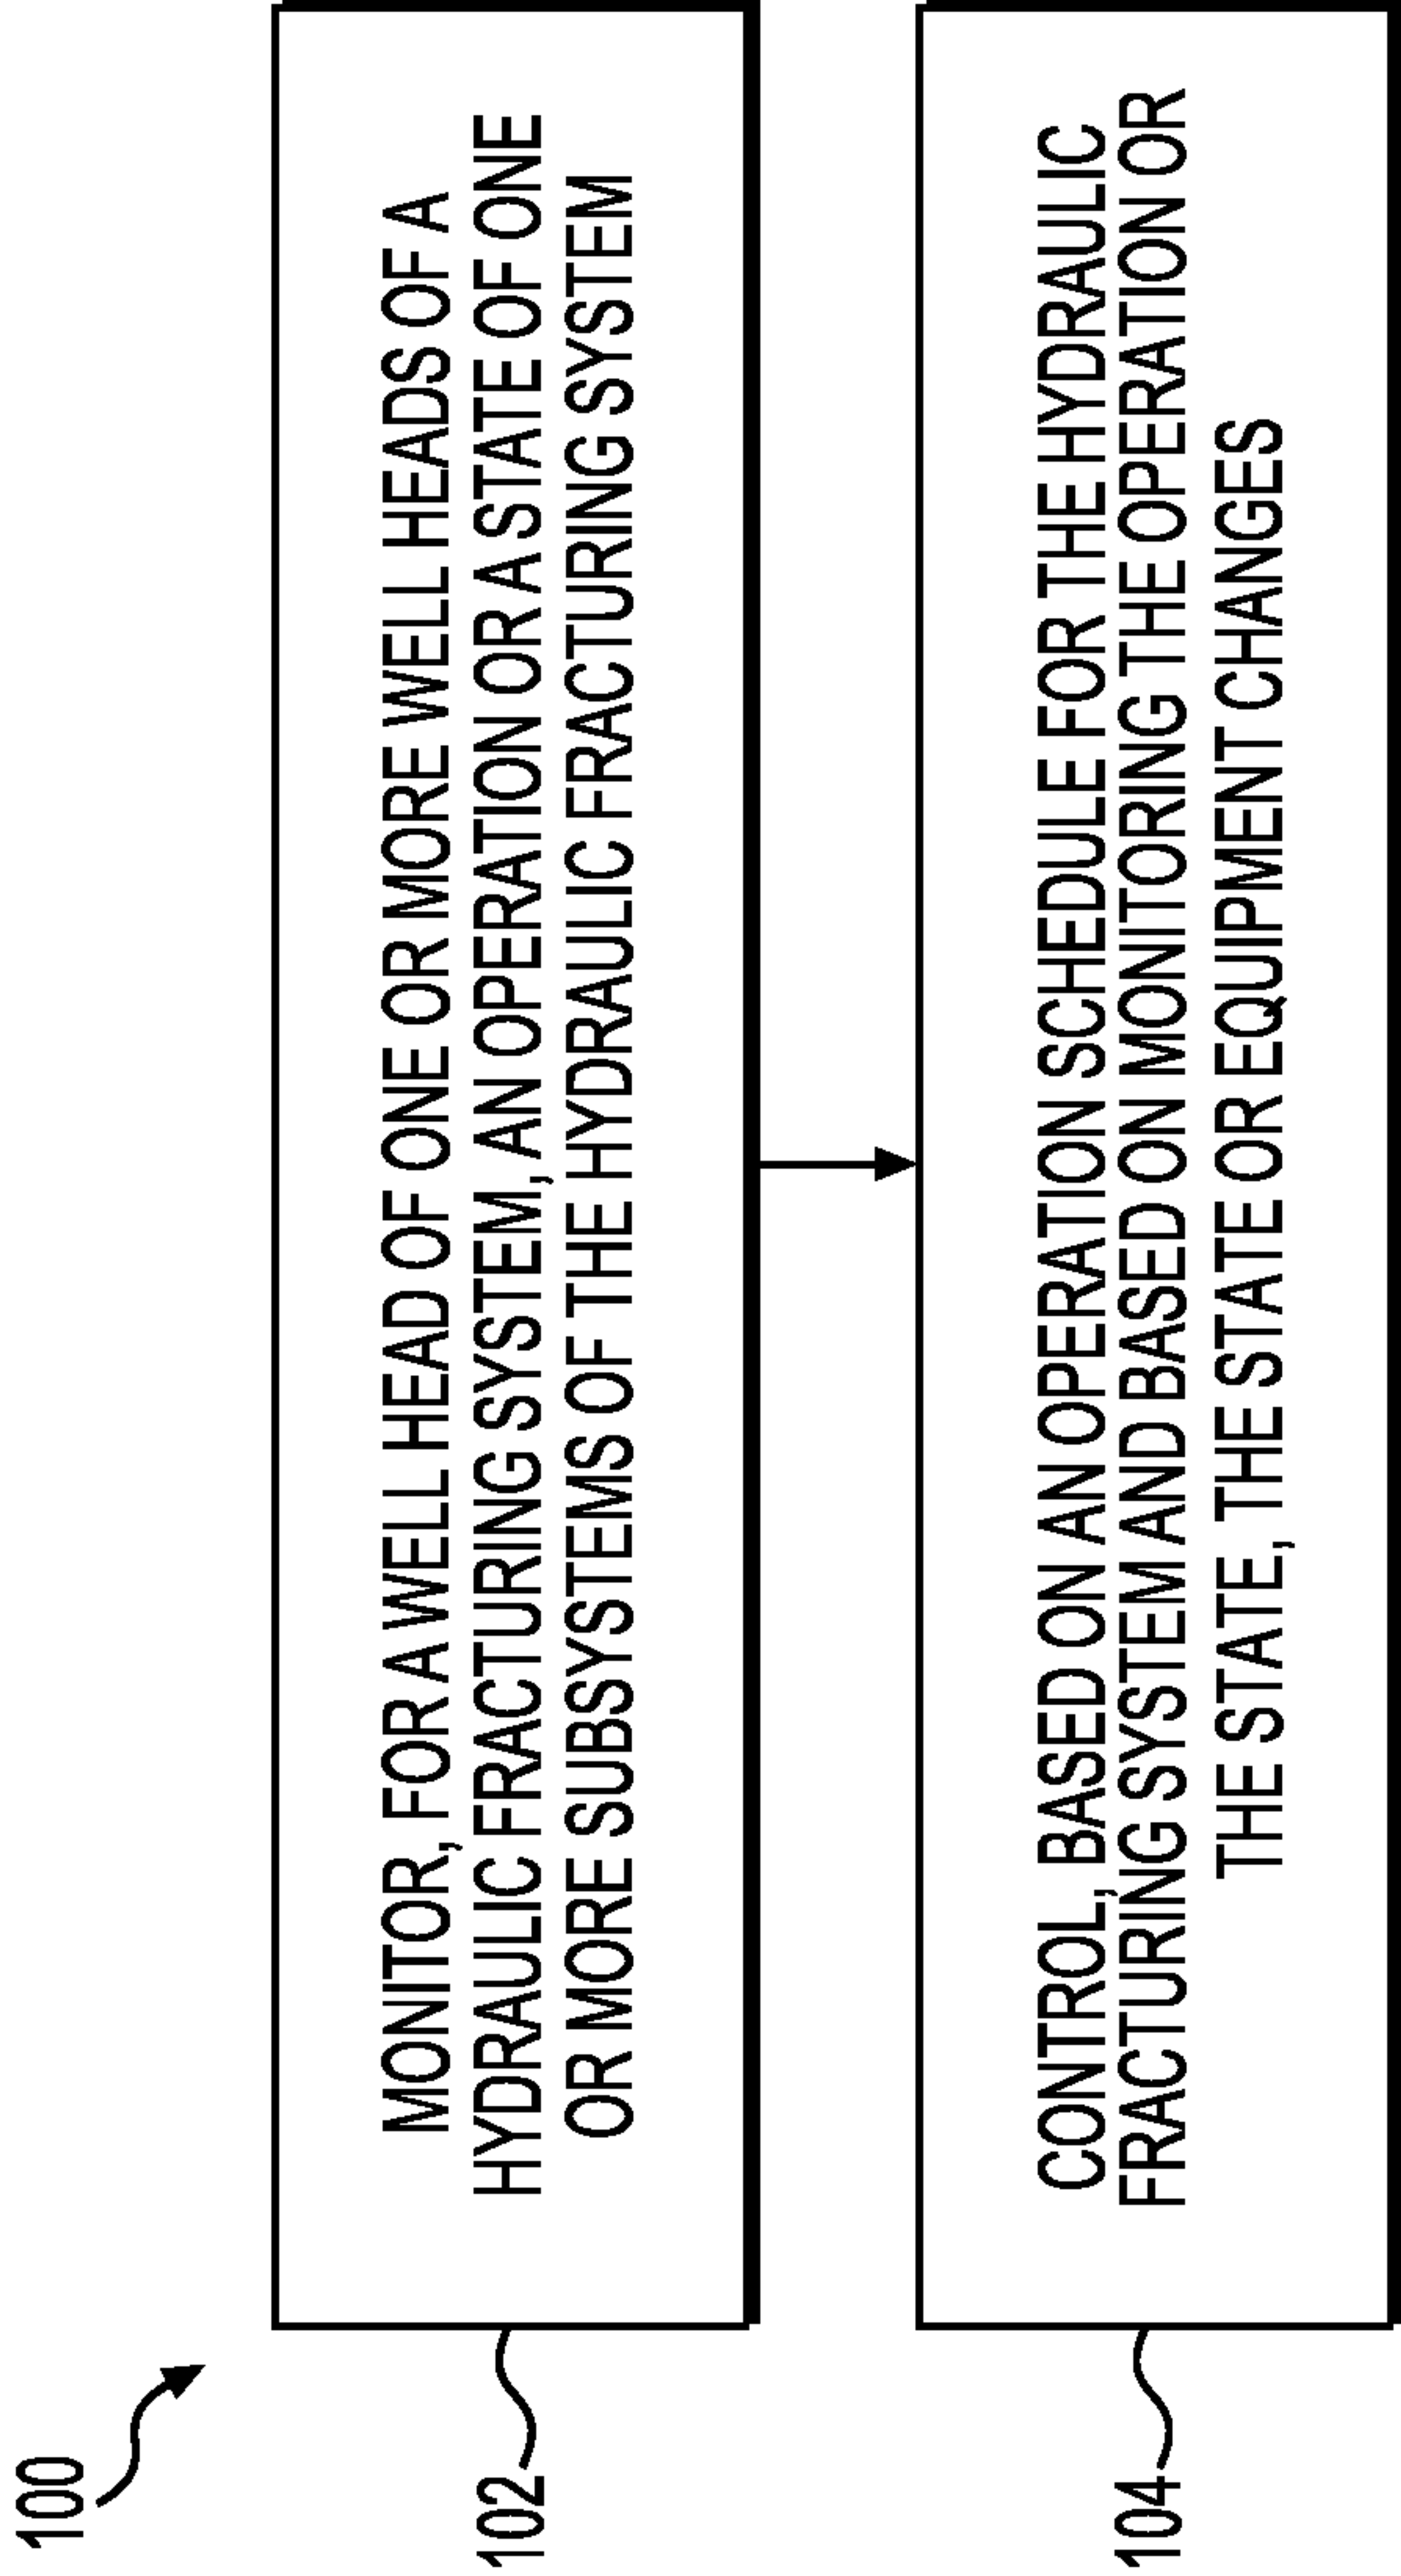 100
102
MONITOR, FOR A WELL HEAD OF ONE OR MORE WELL HEADS OF A
HYDRAULIC FRACTURING SYSTEM, AN OPERATION OR A STATE OF ONE
OR MORE SUBSYSTEMS OF THE HYDRAULIC FRACTURING SYSTEM
104
CONTROL, BASED ON AN OPERATION SCHEDULE FOR THE HYDRAULIC
FRACTURING SYSTEM AND BASED ON MONITORING THE OPERATION OR
THE STATE, THE STATE OR EQUIPMENT CHANGES